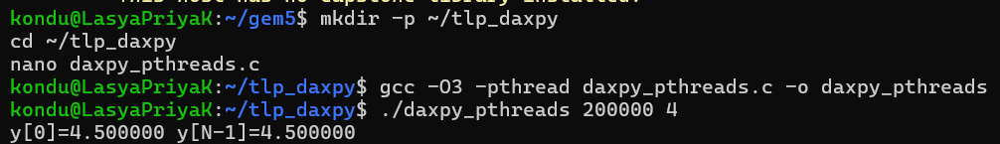 This host has no capstone library installed.
kondu@LasyaPriyaK:~/gem5$ mkdir -p ~/tlp_daxpy
cd ~/tlp_daxpy
nano daxpy_pthreads.c
kondu@LasyaPriyaK:~/tlp_daxpy$ gcc -O3 -pthread daxpy_pthreads.c -o daxpy_pthreads
kondu@LasyaPriyaK:~/tlp_daxpy$ ./daxpy_pthreads 200000 4
y[0]=4.500000 y[N-1]=4.500000